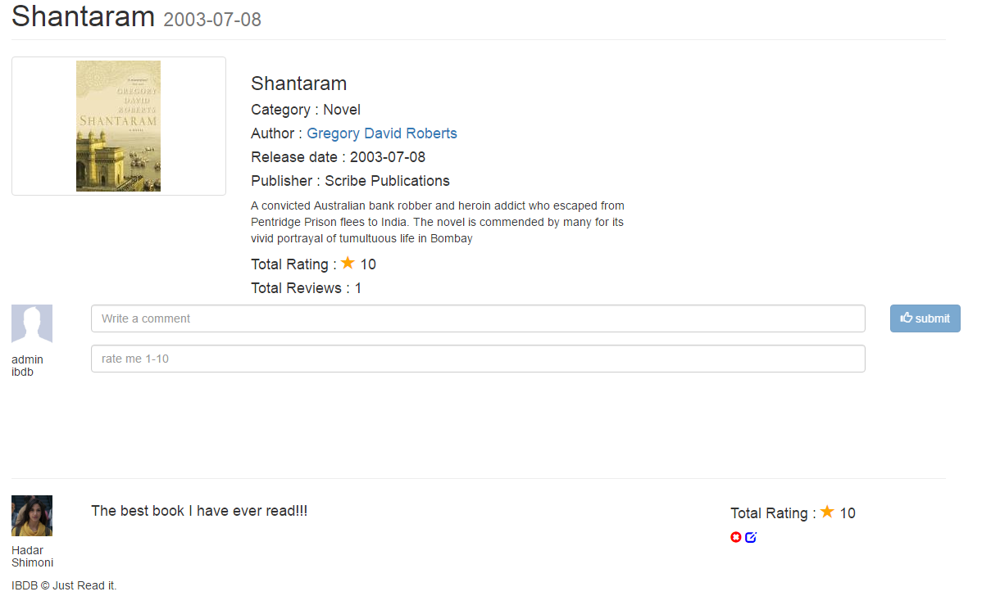 Shantaram 2003-07-08
GREGORY
DAVID
ROBERTS
SHANTARAM
A NOVEL
Shantaram
Category : Novel
Author : Gregory David Roberts
Release date : 2003-07-08
Publisher : Scribe Publications
A convicted Australian bank robber and heroin addict who escaped from
Pentridge Prison flees to India. The novel is commended by many for its
vivid portrayal of tumultuous life in Bombay
Total Rating : ★ 10
Total Reviews : 1
Write a comment
submit
rate me 1-10
admin
ibdb
The best book I have ever read!!!
Total Rating : ★ 10
Hadar
Shimoni
IBDB © Just Read it.